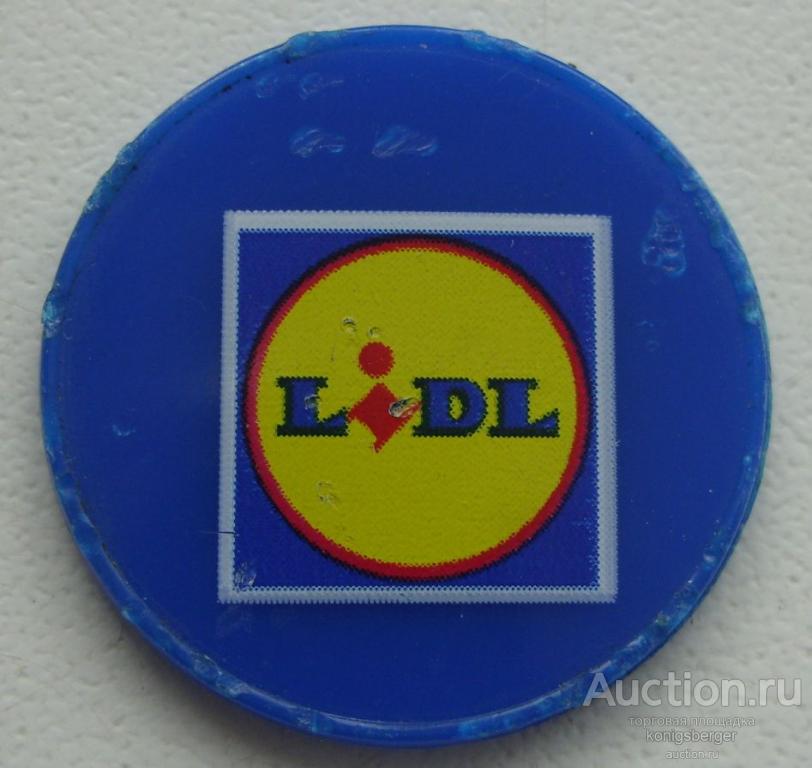 LiDL
Auction.ru
торговая площадка
konigsberger
auction.ru